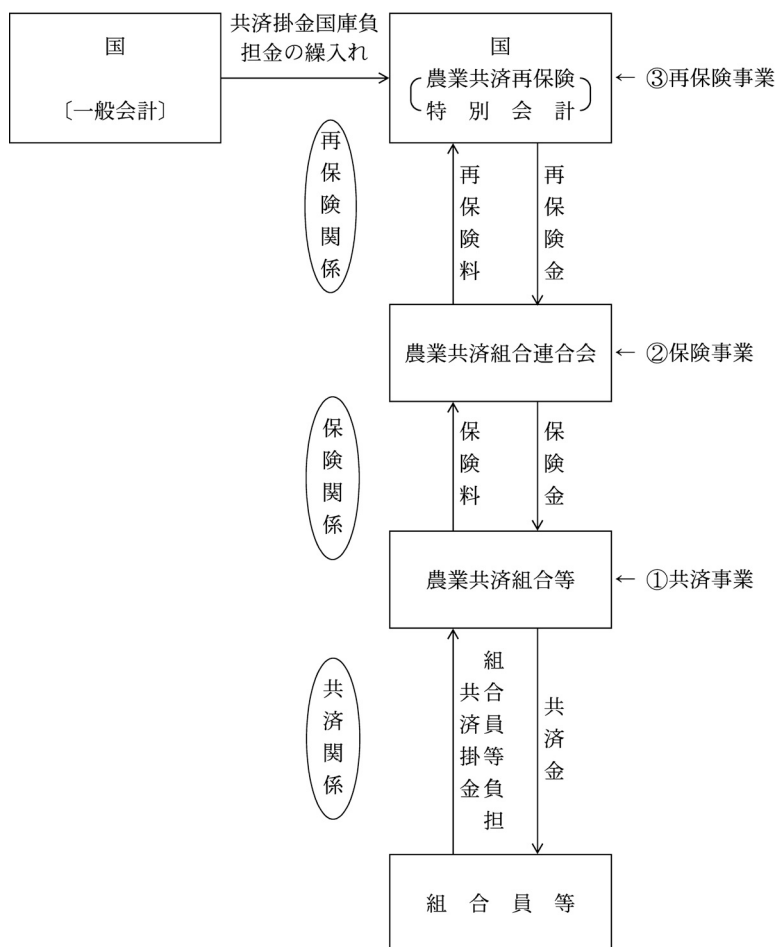 国
〔一般会計〕
共済掛金国庫負
担金の繰入れ
国
農業共済再保険
特別会計
← ③再保険事業
再保険関係
再保険料
再保険金
農業共済組合連合会
← ②保険事業
保険関係
保険料
保険金
農業共済組合等
← ①共済事業
共済関係
組合員等負担
共済掛金
共済金
組合員等